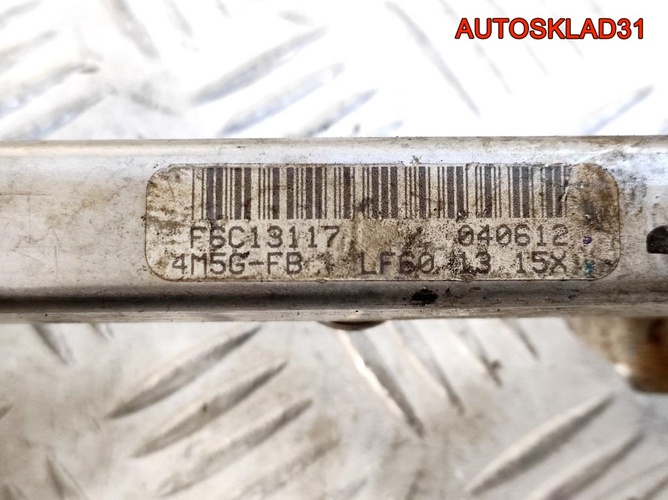 AUTOSKLAD31
F6C13117 040612
4M5G-FB LF60 13 15X